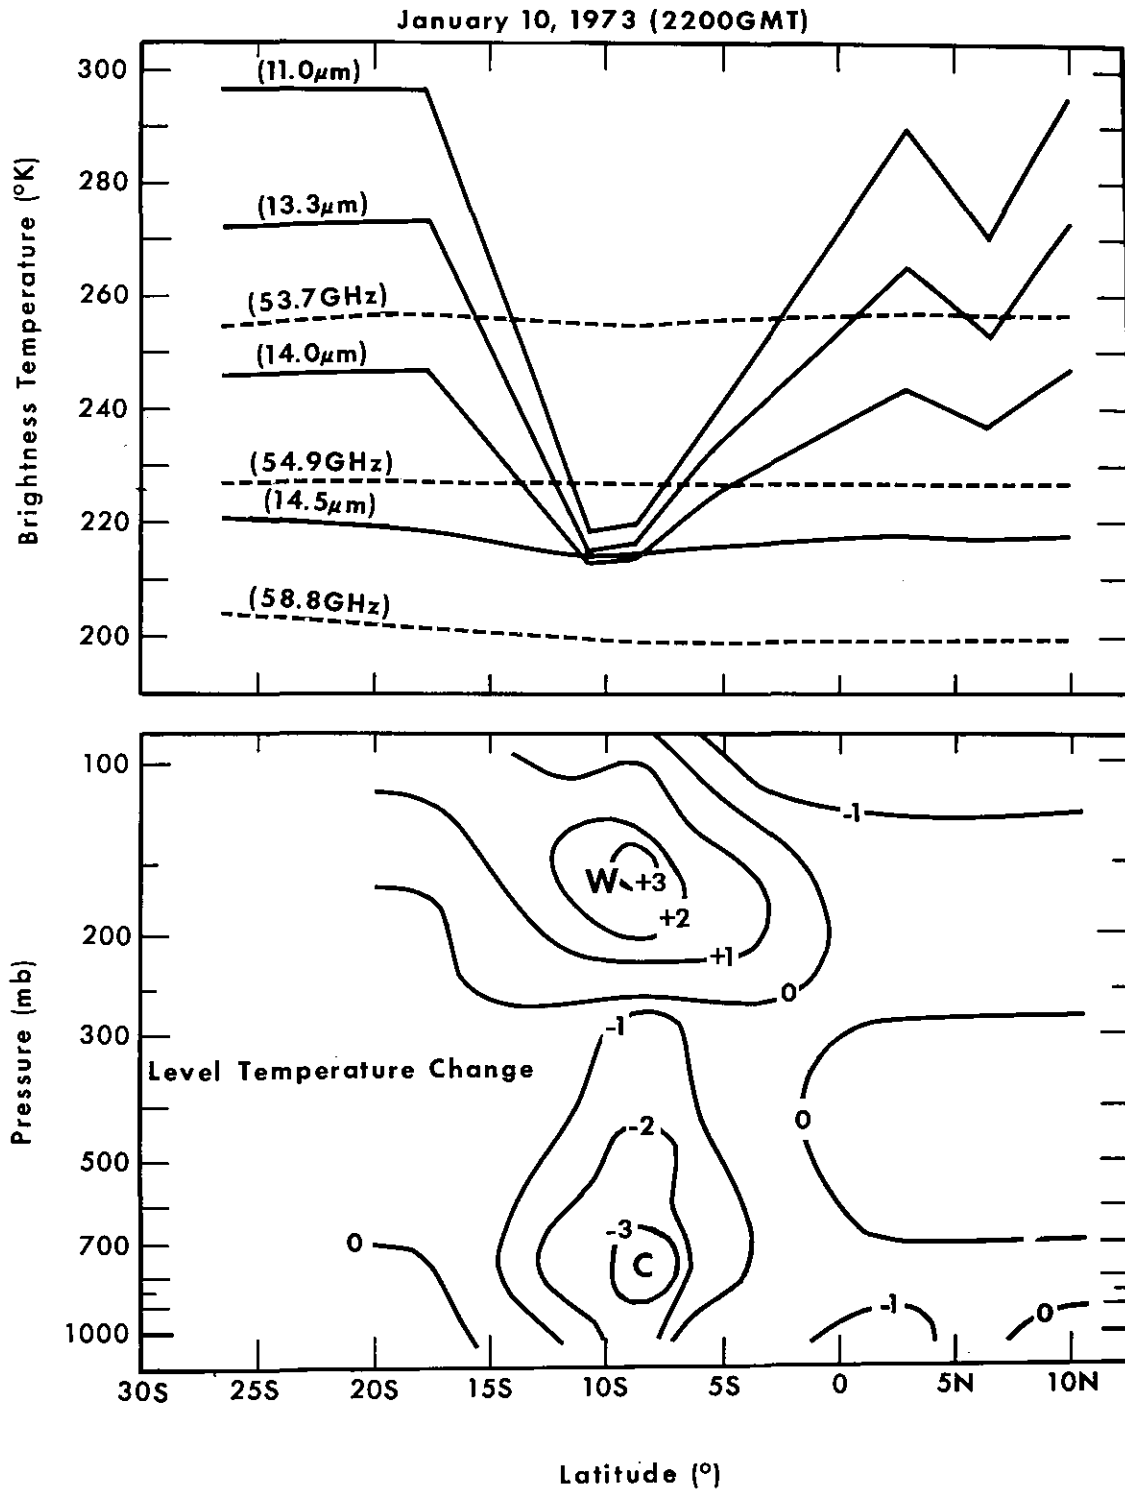 January 10, 1973 (2200GMT)
300
280
260
240
220
200
Brightness Temperature (°K)
(11.0μm)
(13.3μm)
(53.7GHz)
(14.0μm)
(54.9GHz)
(14.5μm)
(58.8GHz)
100
200
300
500
700
1000
Pressure (mb)
-1
W
+3
+2
+1
0
-1
Level Temperature Change
0
-2
-3
C
0
-1
0
30S 25S 20S 15S 10S 5S 0 5N 10N
Latitude (°)